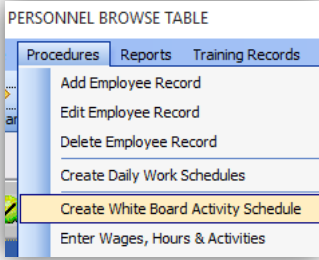 PERSONNEL BROWSE TABLE
Procedures Reports Training Records
Add Employee Record
Edit Employee Record
Delete Employee Record
Create Daily Work Schedules
Create White Board Activity Schedule
Enter Wages, Hours & Activities